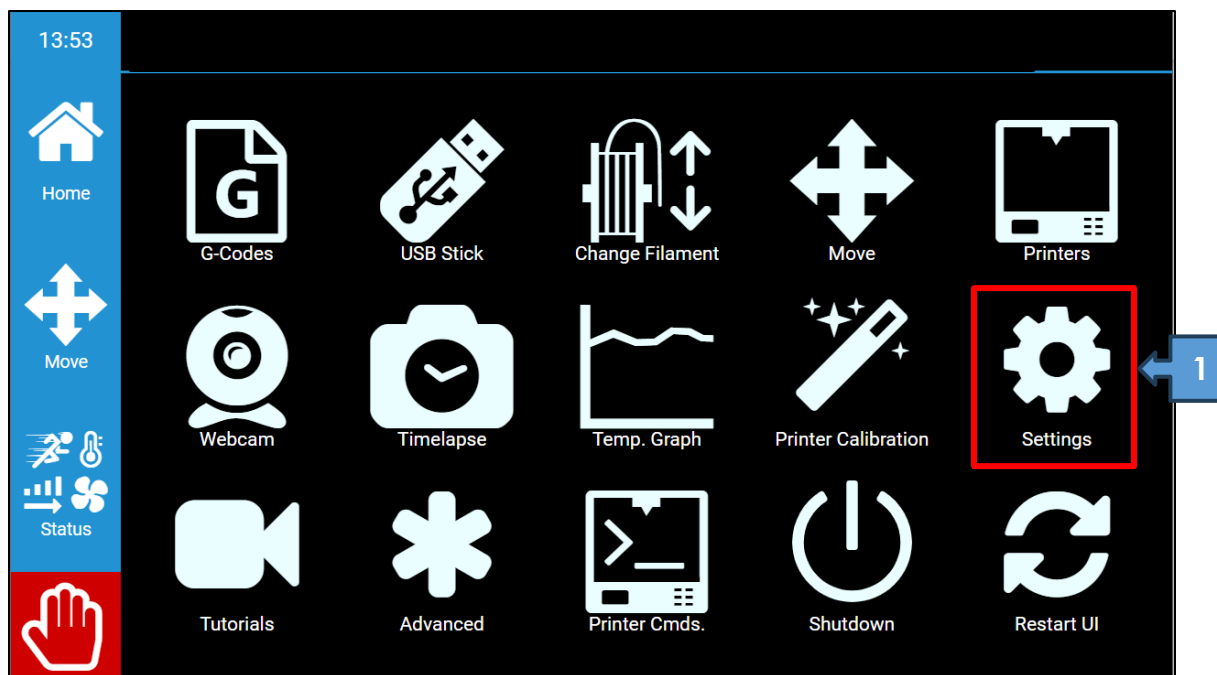 13:53
Home
Move
Status
G
G-Codes
USB Stick
Change Filament
Move
Printers
Webcam
Timelapse
Temp. Graph
Printer Calibration
Settings
1
Tutorials
Advanced
Printer Cmds.
Shutdown
Restart UI